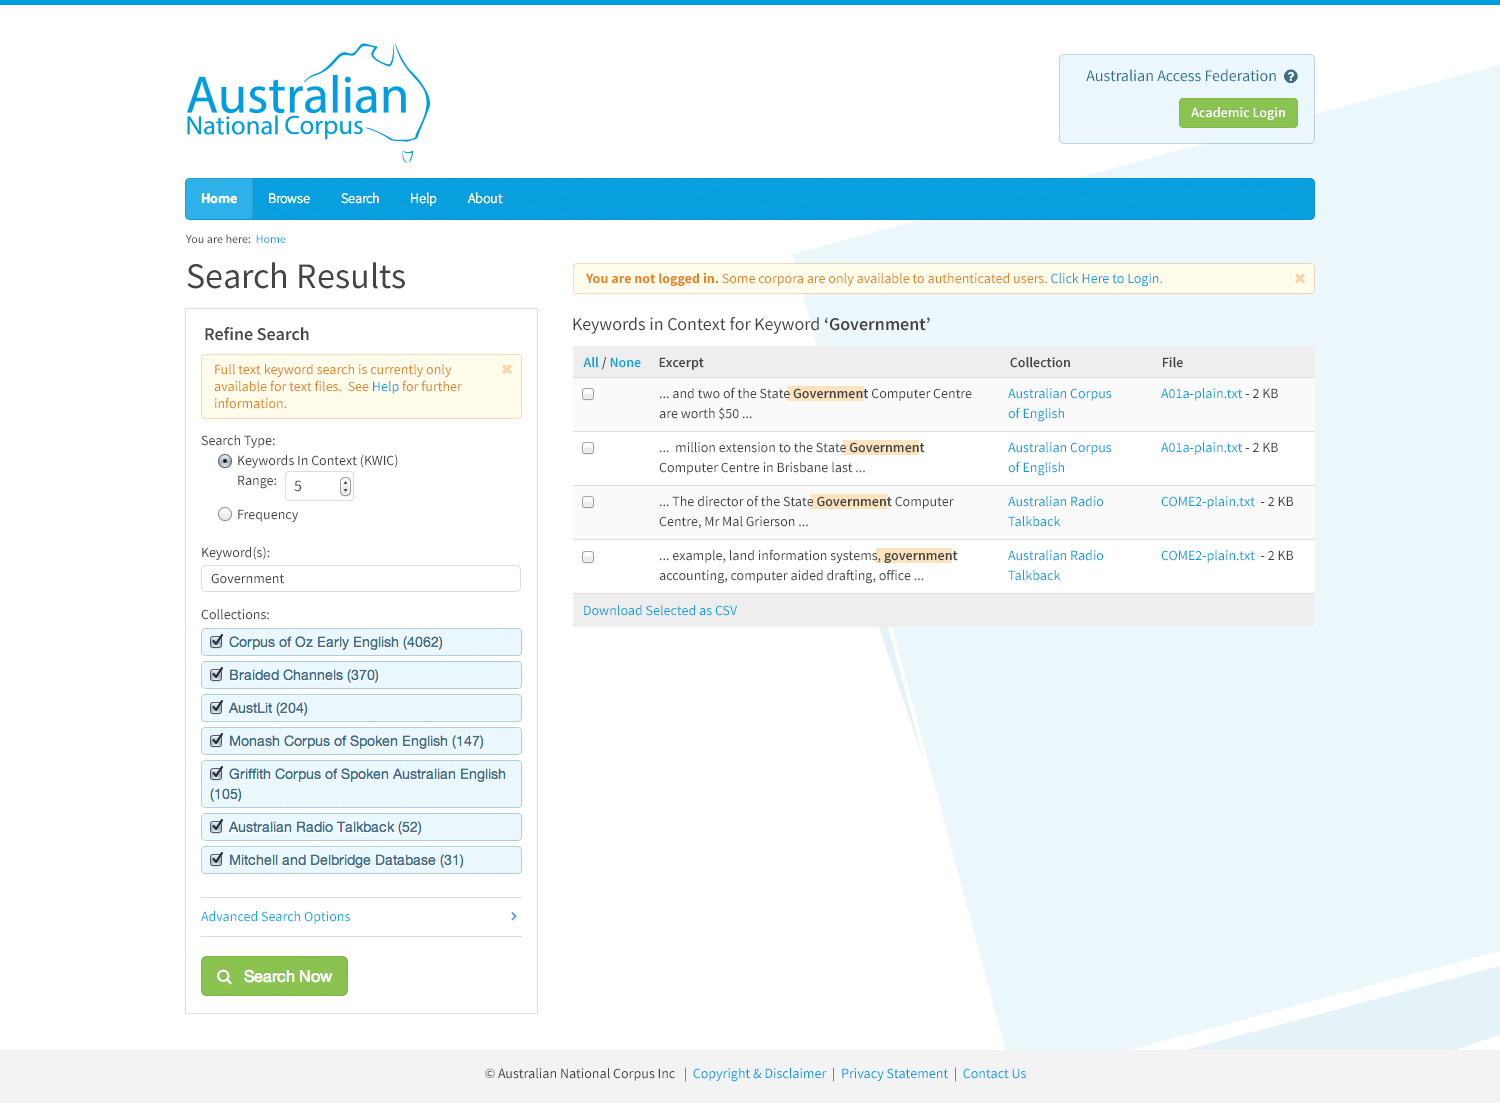 Australian
National Corpus
Australian Access Federation ?
Academic Login
Home Browse Search Help About
You are here: Home
Search Results
You are not logged in. Some corpora are only available to authenticated users. Click Here to Login.
Refine Search
Full text keyword search is currently only
available for text files. See Help for further
information.
Search Type:
Keywords In Context (KWIC)
Range: 5
Frequency
Keyword(s):
Government
Collections:
Corpus of Oz Early English (4062)
Braided Channels (370)
AustLit (204)
Monash Corpus of Spoken English (147)
Griffith Corpus of Spoken Australian English
(105)
Australian Radio Talkback (52)
Mitchell and Delbridge Database (31)
Advanced Search Options
Search Now
Keywords in Context for Keyword ‘Government’
All / None Excerpt Collection File
... and two of the State Government Computer Centre Australian Corpus A01a-plain.txt - 2 KB
are worth $50 ... of English
... million extension to the State Government Australian Corpus A01a-plain.txt - 2 KB
Computer Centre in Brisbane last ... of English
... The director of the State Government Computer Australian Radio COME2-plain.txt - 2 KB
Centre, Mr Mal Grierson ... Talkback
... example, land information systems, government Australian Radio COME2-plain.txt - 2 KB
accounting, computer aided drafting, office ... Talkback
Download Selected as CSV
© Australian National Corpus Inc | Copyright & Disclaimer | Privacy Statement | Contact Us